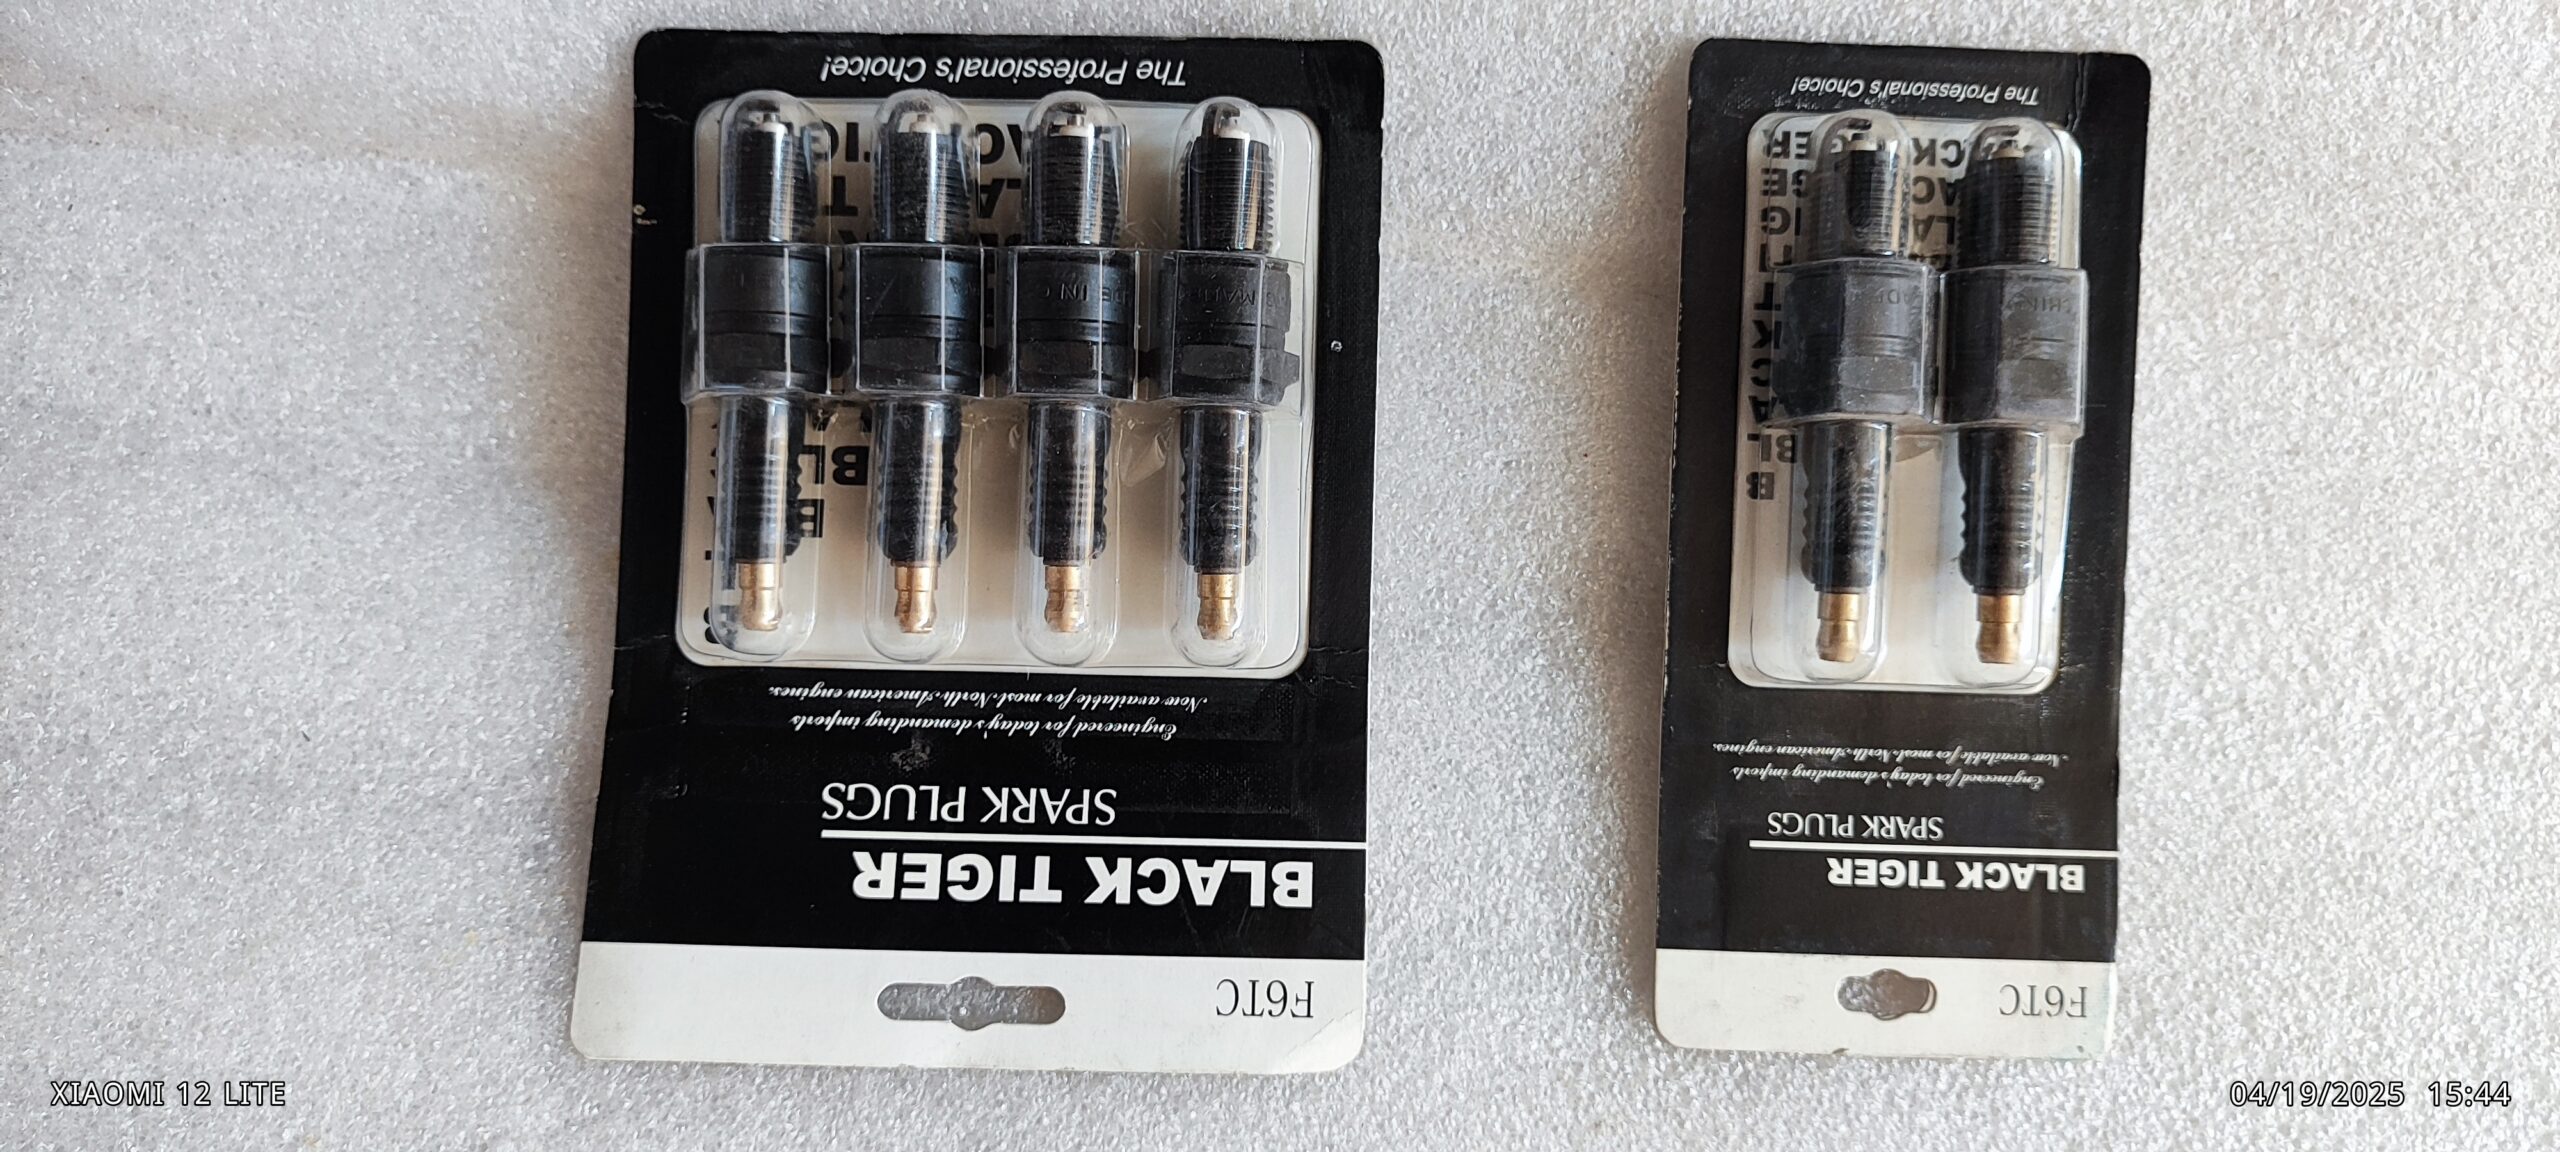 F6TC
BLACK TIGER
SPARK PLUGS
Engineered for today's demanding imports
Now available for most North American engines.
The Professional's Choice!
F6TC
BLACK TIGER
SPARK PLUGS
Engineered for today's demanding imports
Now available for most North American engines.
The Professional's Choice!
XIAOMI 12 LITE
04/19/2025 15:44